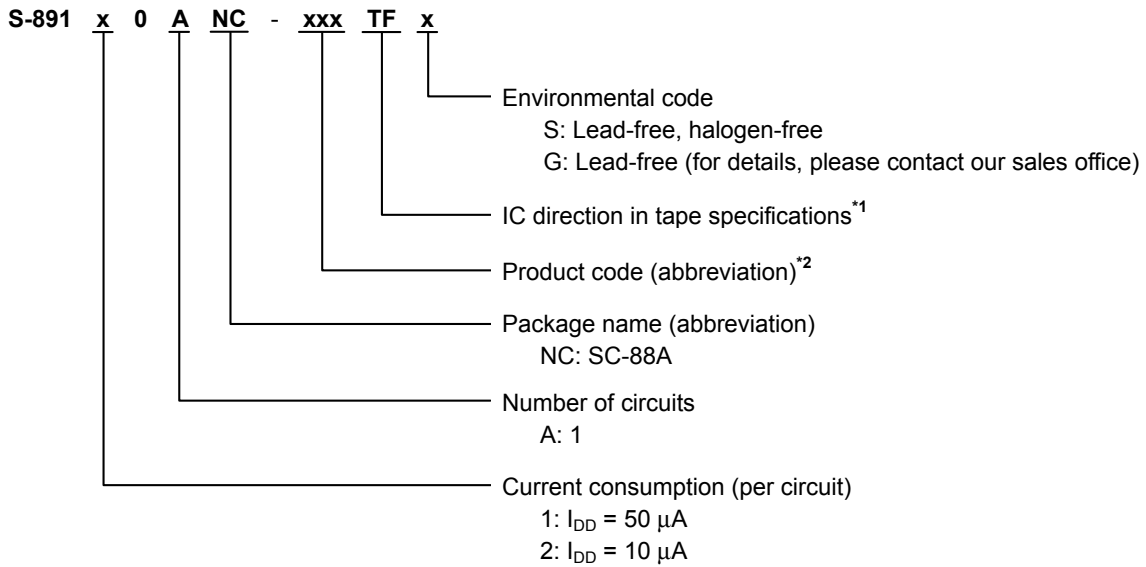 S-891 x 0 A NC - xxx TF x
Environmental code
S: Lead-free, halogen-free
G: Lead-free (for details, please contact our sales office)
IC direction in tape specifications*1
Product code (abbreviation)*2
Package name (abbreviation)
NC: SC-88A
Number of circuits
A: 1
Current consumption (per circuit)
1: IDD = 50 μA
2: IDD = 10 μA